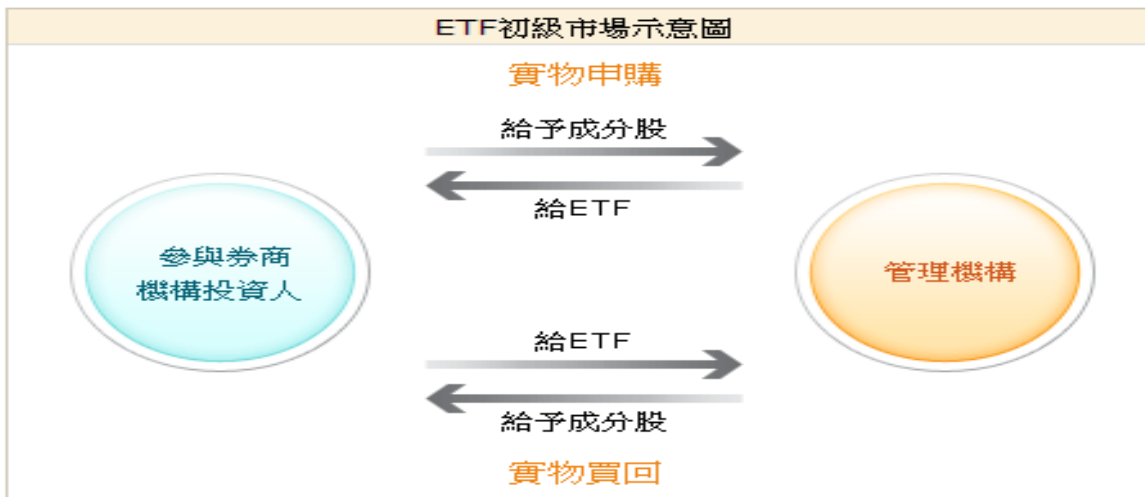 ETF初級市場示意圖
實物申購
給予成分股
給ETF
參與券商
機構投資人
管理機構
給ETF
給予成分股
實物買回